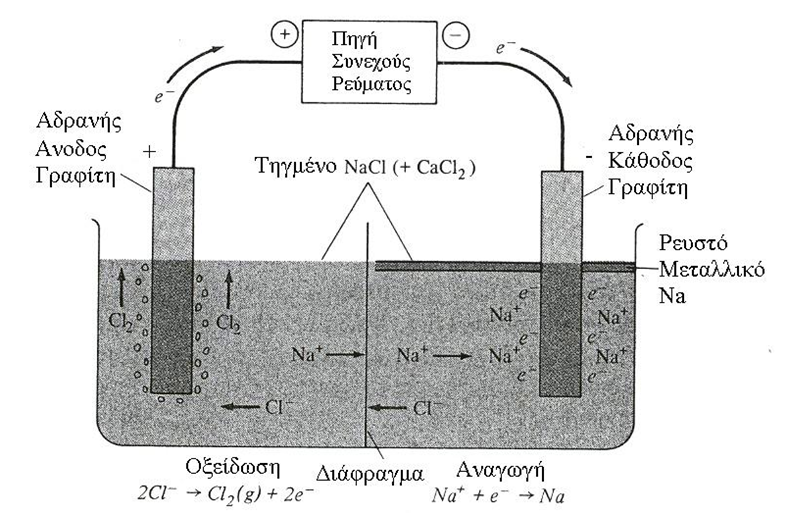 +
Πηγή
Συνεχούς
Ρεύματος
−
e⁻
e⁻
Αδρανής
Ανοδος
Γραφίτη
+
Τηγμένο NaCl (+ CaCl₂)
-
Αδρανής
Κάθοδος
Γραφίτη
Ρευστό
Μεταλλικό
Na
Cl₂
Cl₂
Na⁺
Na⁺
Na⁺
Na⁺
Na⁺
Na⁺
e⁻
e⁻
e⁻
e⁻
e⁻
e⁻
Cl⁻
Cl⁻
Οξείδωση
2Cl⁻ → Cl₂(g) + 2e⁻
Διάφραγμα
Αναγωγή
Na⁺ + e⁻ → Na